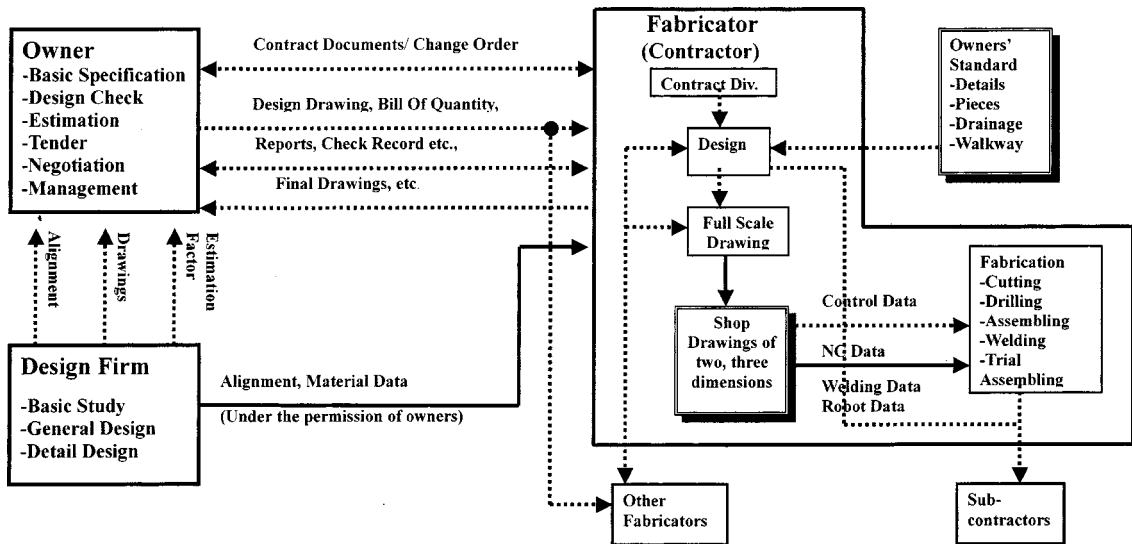 Owner
-Basic Specification
-Design Check
-Estimation
-Tender
-Negotiation
-Management
Contract Documents/ Change Order
Design Drawing, Bill Of Quantity,
Reports, Check Record etc.,
Final Drawings, etc.
Alignment
Drawings
Estimation
Factor
Design Firm
-Basic Study
-General Design
-Detail Design
Alignment, Material Data
(Under the permission of owners)
Fabricator
(Contractor)
Contract Div.
Design
Full Scale
Drawing
Shop
Drawings of
two, three
dimensions
Owners'
Standard
-Details
-Pieces
-Drainage
-Walkway
Control Data
NC Data
Welding Data
Robot Data
Fabrication
-Cutting
-Drilling
-Assembling
-Welding
-Trial
Assembling
Other
Fabricators
Sub-
contractors